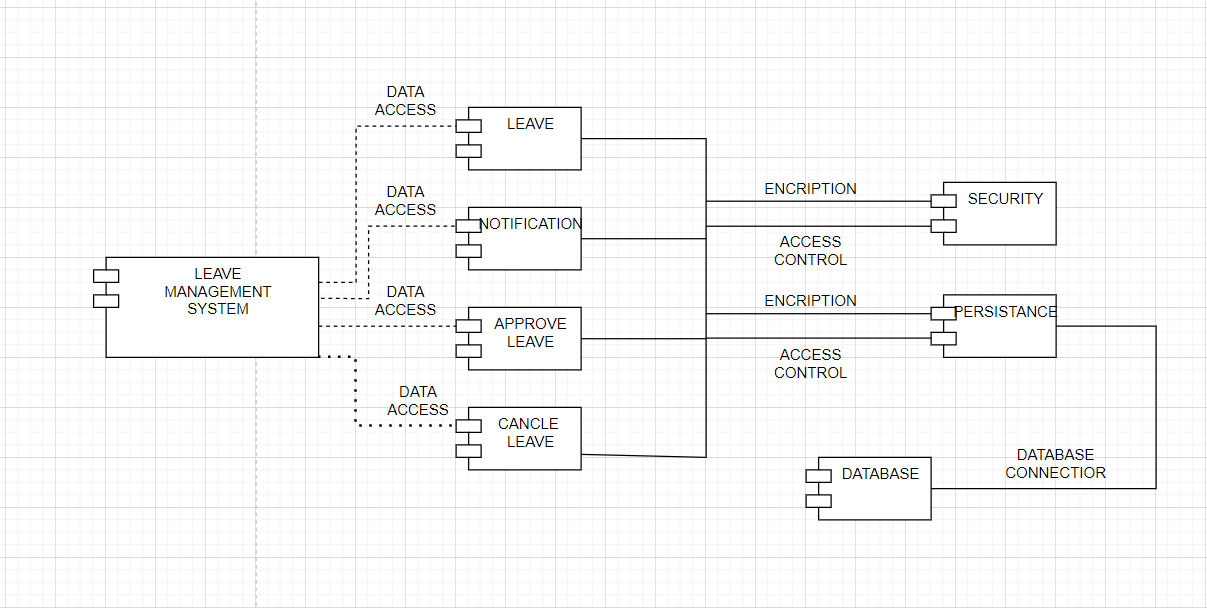 DATA
ACCESS
LEAVE
DATA
ACCESS
NOTIFICATION
LEAVE
MANAGEMENT
SYSTEM
DATA
ACCESS
APPROVE
LEAVE
DATA
ACCESS
CANCLE
LEAVE
ENCRIPTION
SECURITY
ACCESS
CONTROL
ENCRIPTION
PERSISTANCE
ACCESS
CONTROL
DATABASE
CONNECTIOR
DATABASE